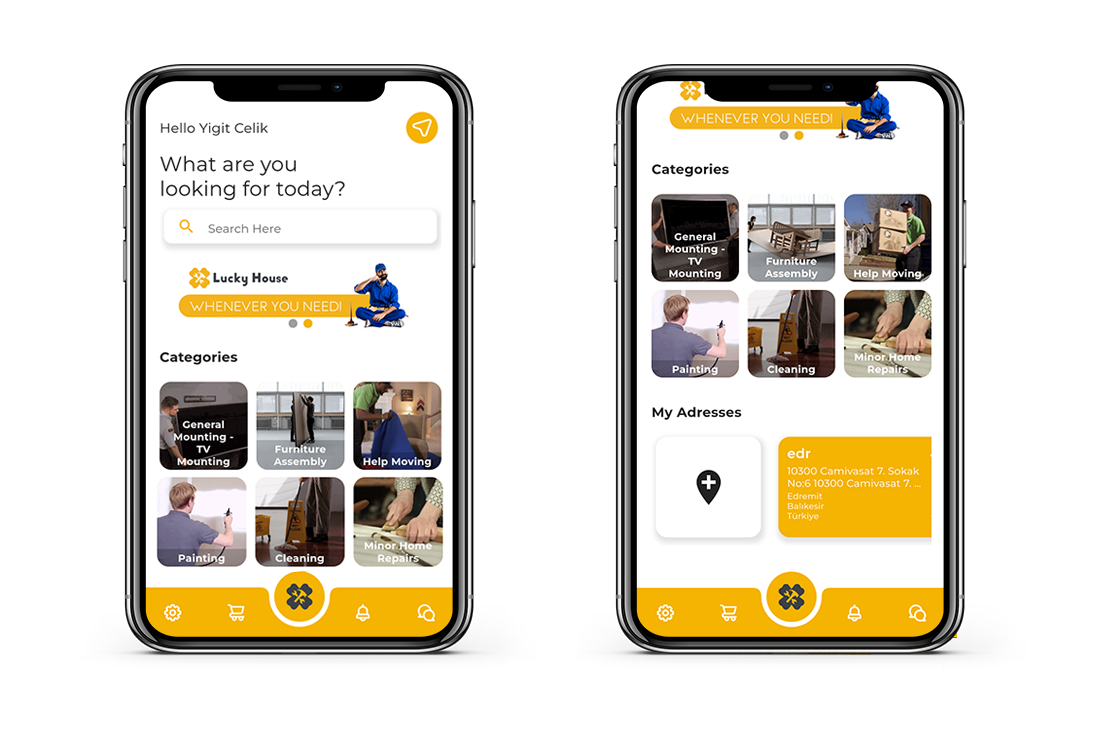 Hello Yigit Celik
What are you
looking for today?
Search Here
Lucky House
WHENEVER YOU NEED!
Categories
General
Mounting -
TV
Mounting
Furniture
Assembly
Help Moving
Painting
Cleaning
Minor Home
Repairs
WHENEVER YOU NEED!
Categories
General
Mounting -
TV
Mounting
Furniture
Assembly
Help Moving
Painting
Cleaning
Minor Home
Repairs
My Adresses
edr
10300 Camivasat 7. Sokak
No:6 10300 Camivasat 7. ...
Edremit
Balıkesir
Türkiye